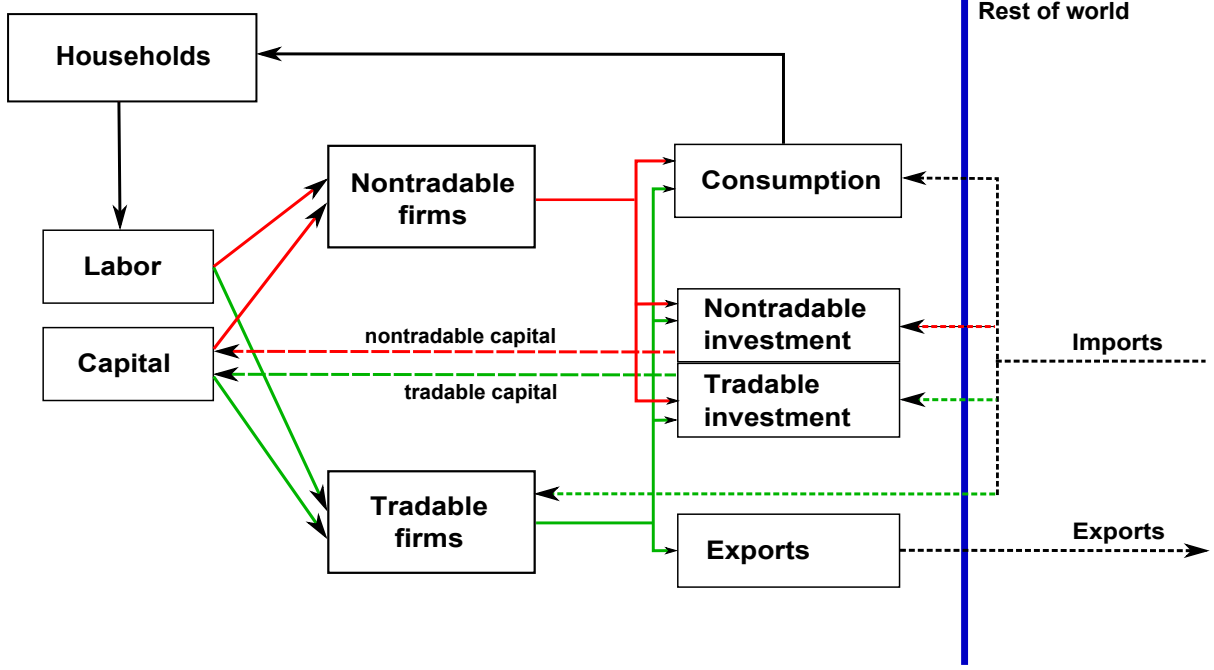 Rest of world
Households
Nontradable
firms
Consumption
Labor
Capital
nontradable capital
tradable capital
Nontradable
investment
Tradable
investment
Imports
Tradable
firms
Exports
Exports